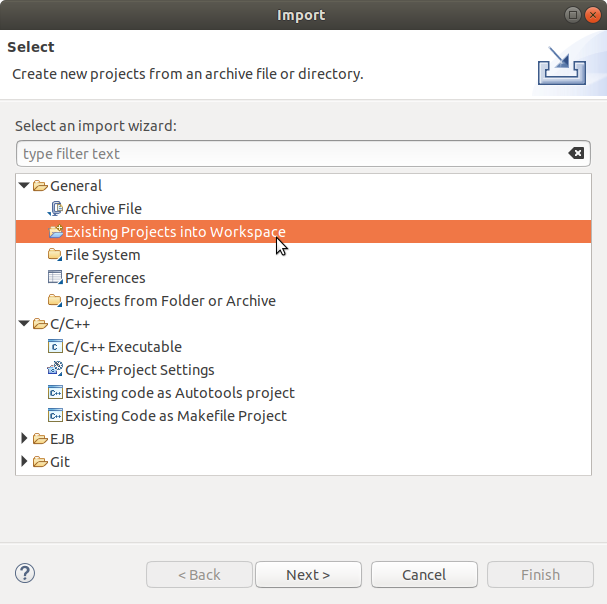 Import
Select
Create new projects from an archive file or directory.
Select an import wizard:
type filter text
General
Archive File
Existing Projects into Workspace
File System
Preferences
Projects from Folder or Archive
C/C++
C/C++ Executable
C/C++ Project Settings
Existing code as Autotools project
Existing Code as Makefile Project
EJB
Git
< Back
Next >
Cancel
Finish